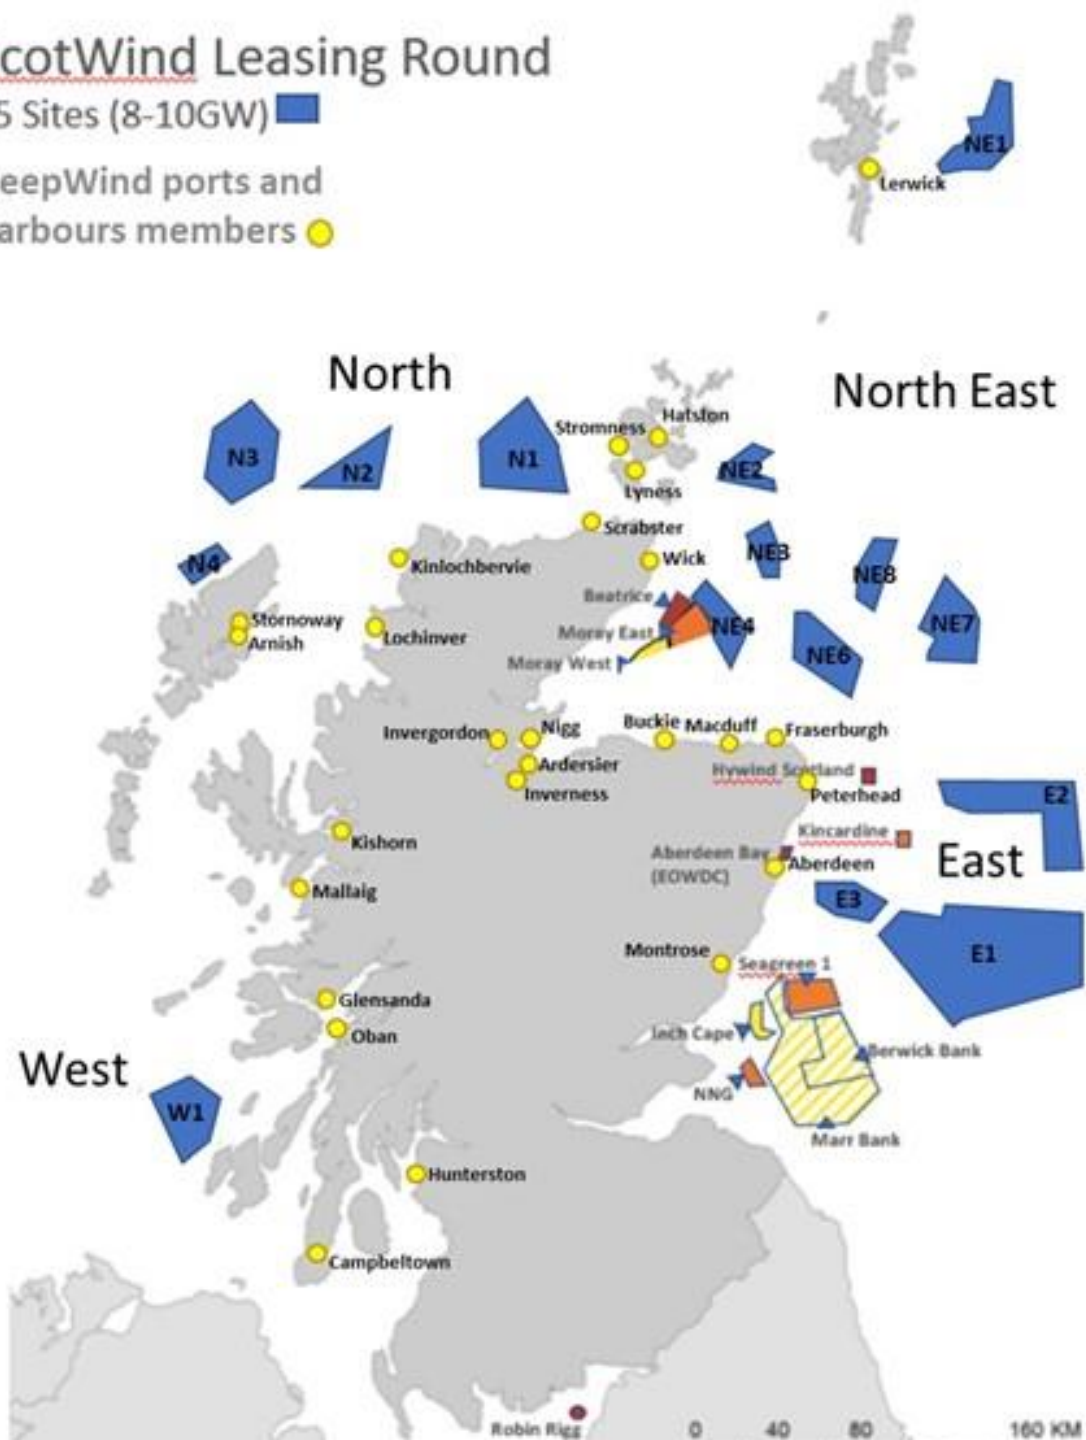 cotWind Leasing Round
5 Sites (8-10GW)
eepWind ports and
arbours members
NE1
Lerwick
North
North East
N3
N2
N1
Stromness
Hatston
NE2
Lyness
Scrabster
N4
Kinlochbervie
Wick
NE3
NE8
Beatrice
Stornoway
Arnish
Lochinver
Moray East
NE4
NE7
Moray West
NE6
Invergordon
Nigg
Buckie
Macduff
Fraserburgh
Ardersier
Hywind Scotland
Inverness
Peterhead
E2
Kishorn
Kincardine
Aberdeen Bay
(EOWDC)
Aberdeen
East
Mallaig
E3
Montrose
Seagreen 1
E1
Glensanda
Oban
Inch Cape
Berwick Bank
West
NNG
W1
Marr Bank
Hunterston
Campbeltown
Robin Rigg
0 40 80 160 KM